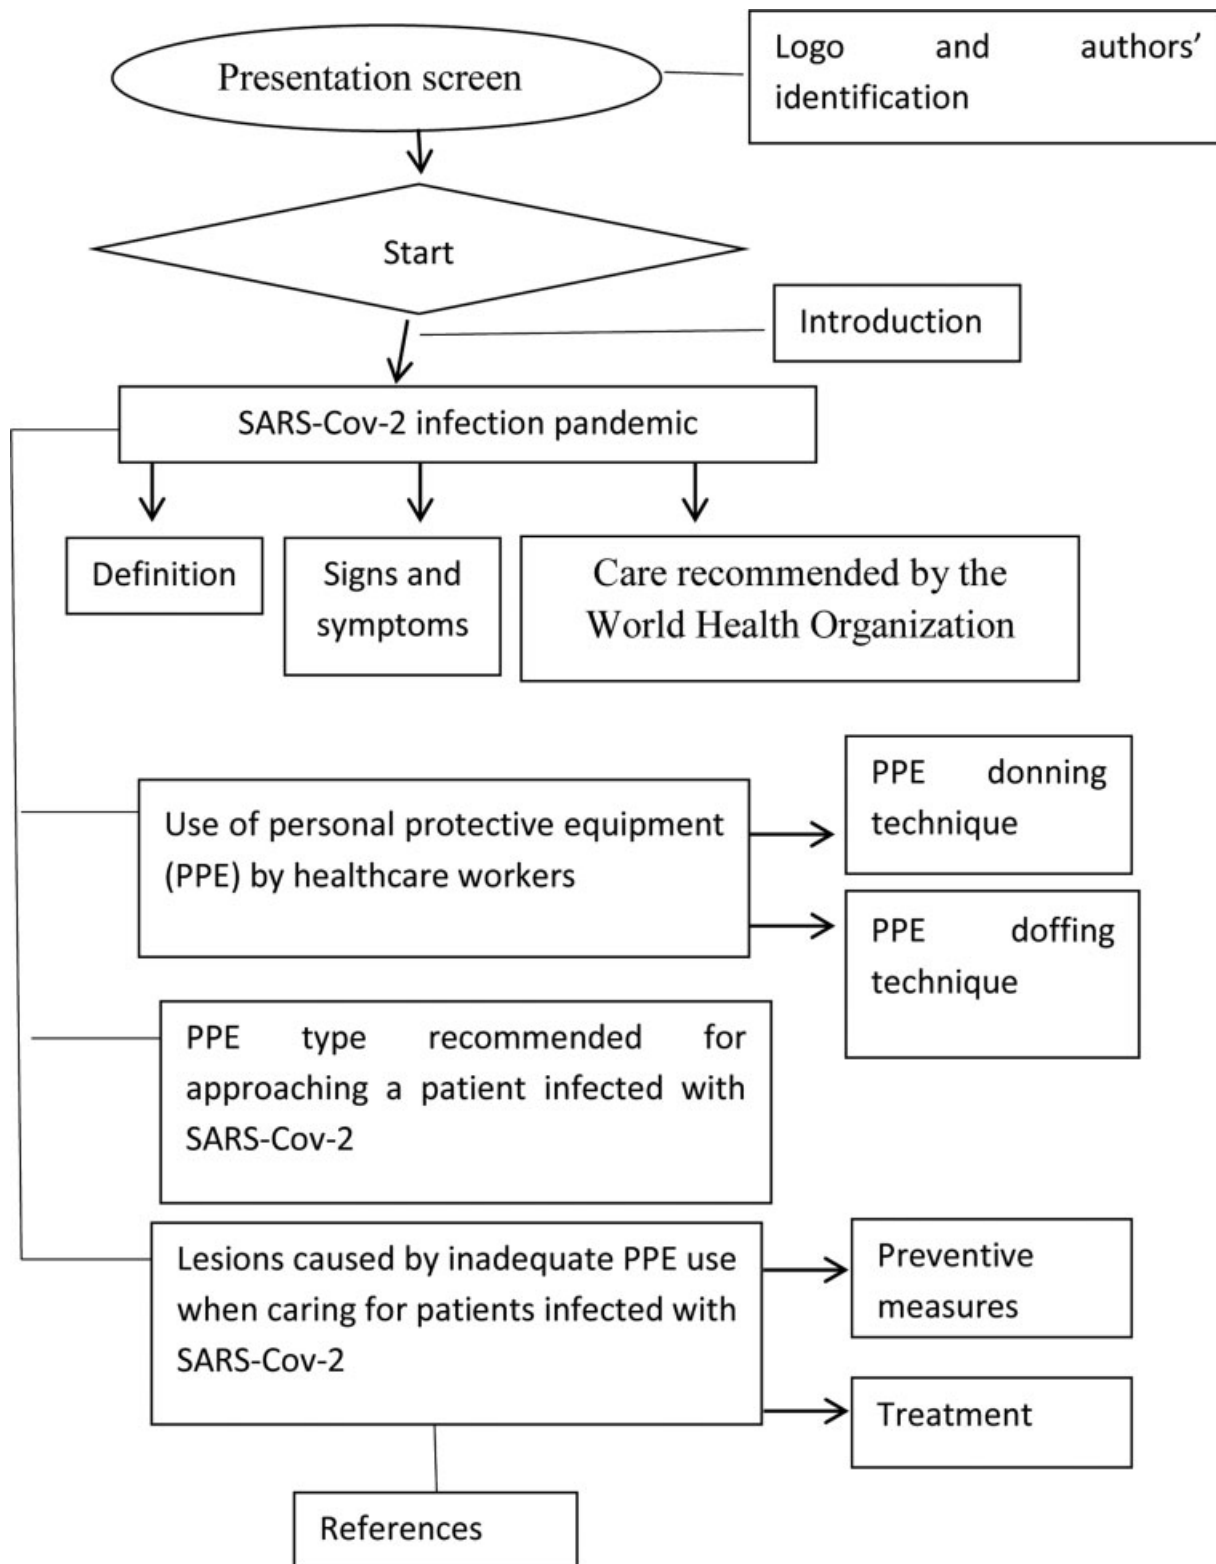 Presentation screen
Logo and authors’
identification
Start
Introduction
SARS-Cov-2 infection pandemic
Definition
Signs and
symptoms
Care recommended by the
World Health Organization
Use of personal protective equipment
(PPE) by healthcare workers
PPE donning
technique
PPE doffing
technique
PPE type recommended for
approaching a patient infected with
SARS-Cov-2
Lesions caused by inadequate PPE use
when caring for patients infected with
SARS-Cov-2
Preventive
measures
Treatment
References